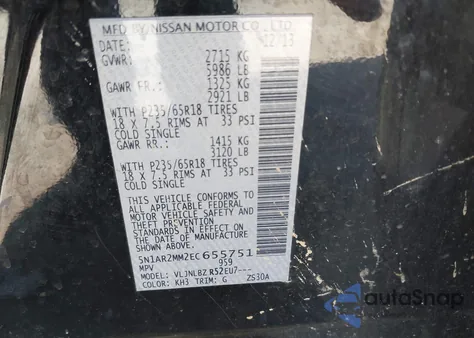 MFD BY NISSAN MOTOR CO., LTD.
DATE: 12/13
GVWR: 2715 KG
5986 LB
GAWR FR.: 1325 KG
2921 LB
WITH P235/65R18 TIRES
18 X 7.5 RIMS AT 33 PSI
COLD SINGLE
GAWR RR.: 1415 KG
3120 LB
WITH P235/65R18 TIRES
18 X 7.5 RIMS AT 33 PSI
COLD SINGLE
THIS VEHICLE CONFORMS TO
ALL APPLICABLE FEDERAL
MOTOR VEHICLE SAFETY AND
THEFT PREVENTION STANDARDS
IN EFFECT ON THE DATE OF
MANUFACTURE SHOWN ABOVE.
5N1AR2MM2EC655751
MPV 959
MODEL: VLJNLBZ R52EU7---
COLOR: KH3 TRIM: G ZS30A
autoSnap